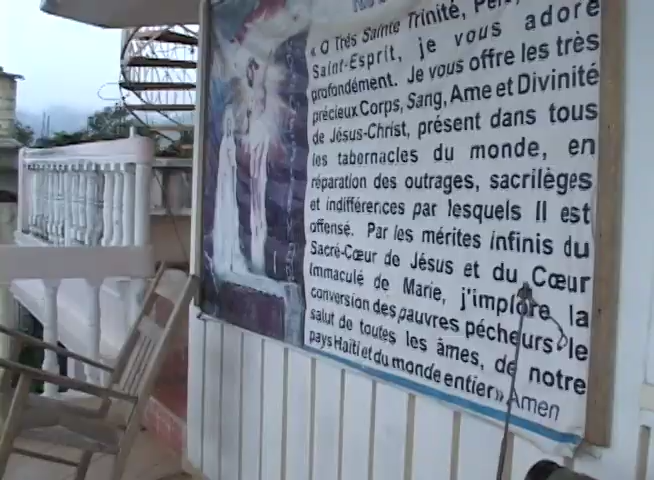 « O Très Sainte Trinité,
Saint-Esprit, je vous adore
profondément. Je vous offre les très
précieux Corps, Sang, Ame et Divinité
de Jésus-Christ, présent dans tous
les tabernacles du monde, en
réparation des outrages, sacrilèges
et indifférences par lesquels Il est
offensé. Par les mérites infinis du
Sacré-Cœur de Jésus et du Cœur
Immaculé de Marie, j'implore la
conversion des pauvres pécheurs, le
salut de toutes les âmes, de notre
pays Haïti et du monde entier» Amen